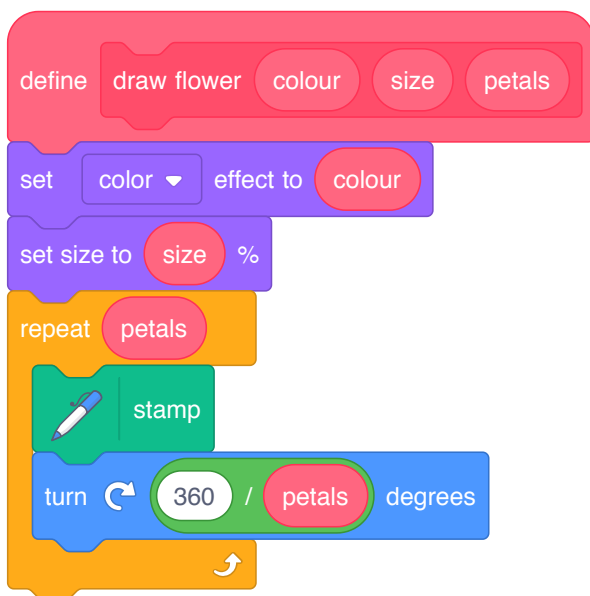 define draw flower colour size petals
set color effect to colour
set size to size %
repeat petals
stamp
turn 360 / petals degrees